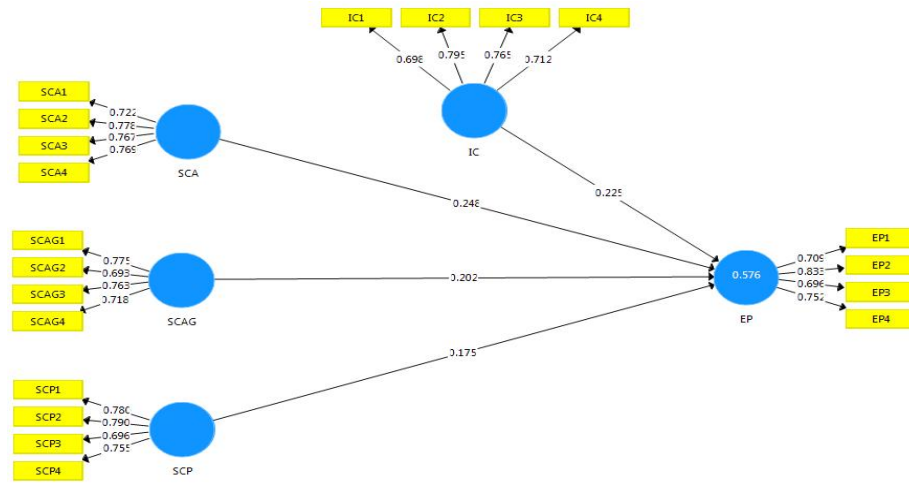 IC1 IC2 IC3 IC4
0.698 0.795 0.765 0.712
IC
SCA1
SCA2
SCA3
SCA4
0.722
0.778
0.767
0.769
SCA
0.225
0.248
SCAG1
SCAG2
SCAG3
SCAG4
0.775
0.693
0.763
0.718
SCAG
0.202
EP1
EP2
EP3
EP4
0.709
0.833
0.696
0.752
0.576
EP
0.175
SCP1
SCP2
SCP3
SCP4
0.780
0.790
0.696
0.755
SCP